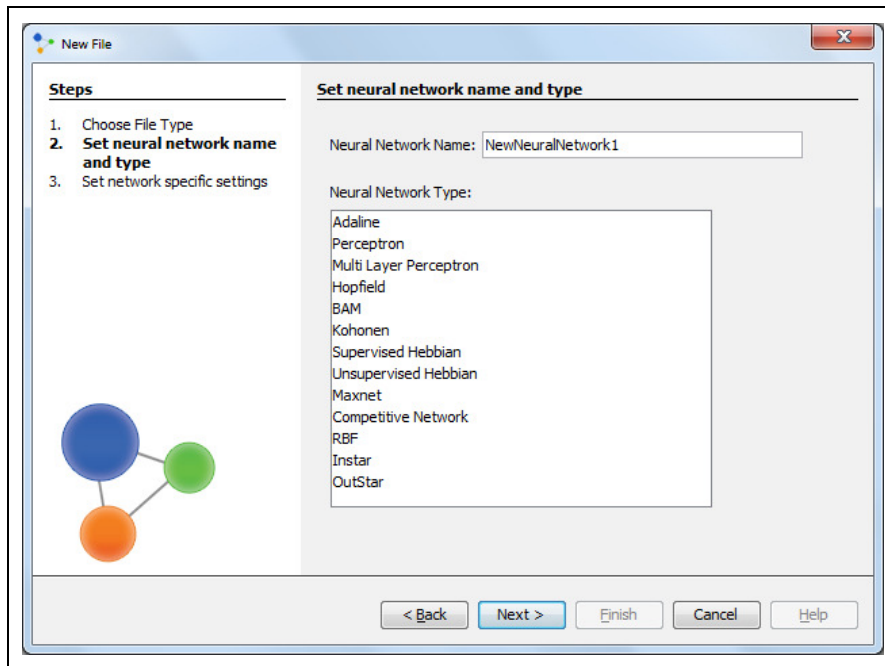 New File
X
Steps
1. Choose File Type
2. Set neural network name
and type
3. Set network specific settings
Set neural network name and type
Neural Network Name: NewNeuralNetwork1
Neural Network Type:
Adaline
Perceptron
Multi Layer Perceptron
Hopfield
BAM
Kohonen
Supervised Hebbian
Unsupervised Hebbian
Maxnet
Competitive Network
RBF
Instar
OutStar
< Back Next > Finish Cancel Help